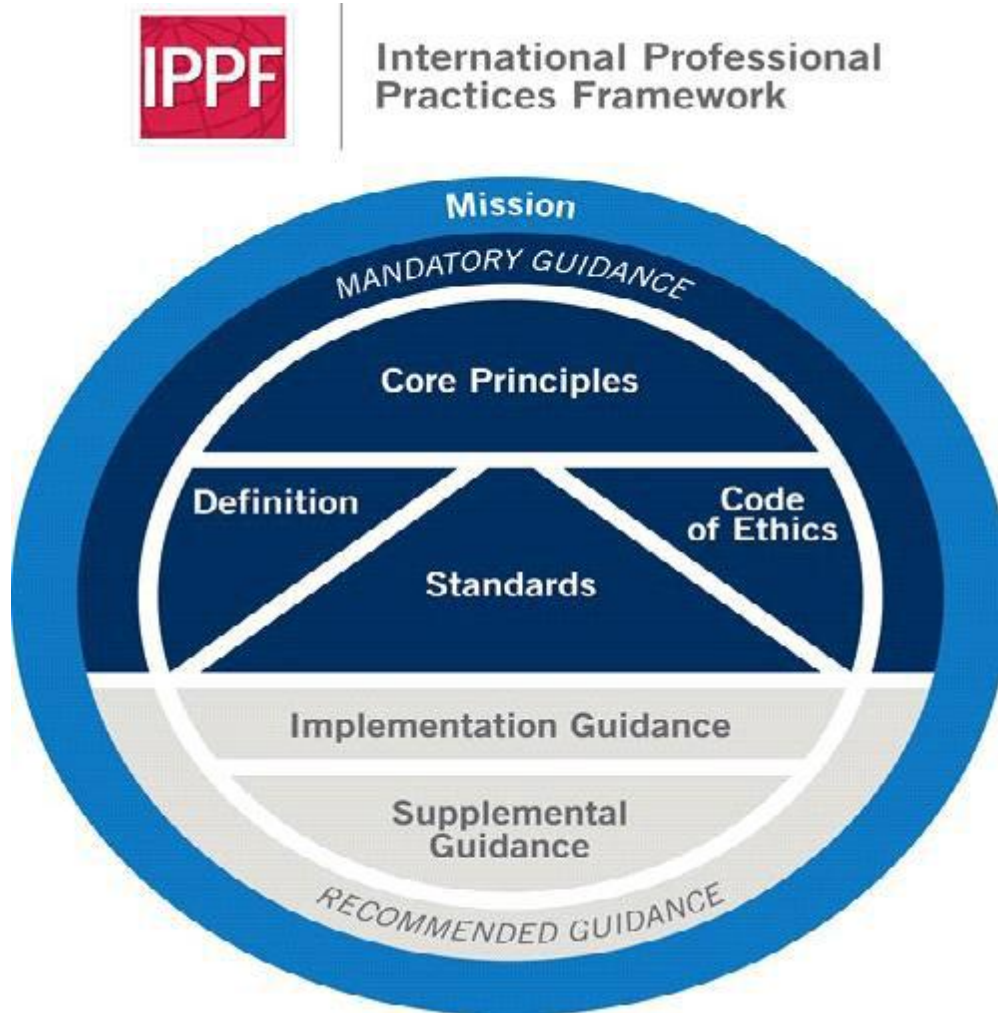 IPPF
International Professional
Practices Framework
Mission
MANDATORY GUIDANCE
Core Principles
Definition
Code
of Ethics
Standards
Implementation Guidance
Supplemental
Guidance
RECOMMENDED GUIDANCE